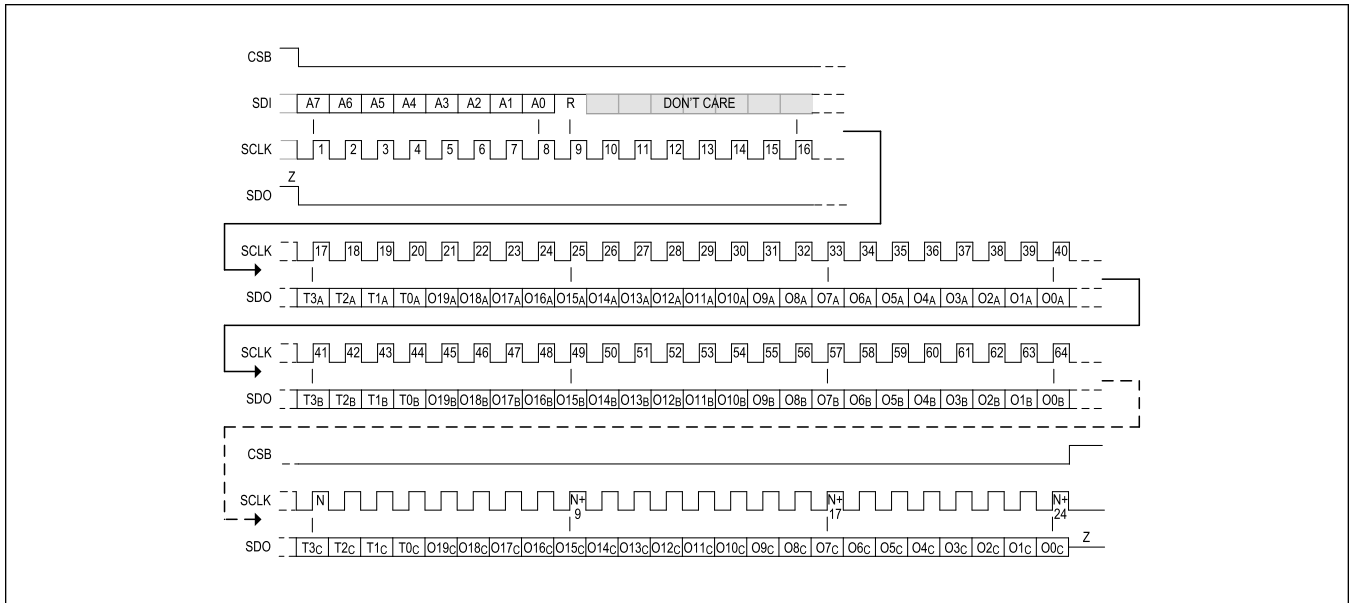 CSB
SDI A7 A6 A5 A4 A3 A2 A1 A0 R DON'T CARE
SCLK 1 2 3 4 5 6 7 8 9 10 11 12 13 14 15 16
Z
SDO
SCLK 17 18 19 20 21 22 23 24 25 26 27 28 29 30 31 32 33 34 35 36 37 38 39 40
SDO T3A T2A T1A T0A O19A O18A O17A O16A O15A O14A O13A O12A O11A O10A O9A O8A O7A O6A O5A O4A O3A O2A O1A O0A
SCLK 41 42 43 44 45 46 47 48 49 50 51 52 53 54 55 56 57 58 59 60 61 62 63 64
SDO T3B T2B T1B T0B O19B O18B O17B O16B O15B O14B O13B O12B O11B O10B O9B O8B O7B O6B O5B O4B O3B O2B O1B O0B
CSB
SCLK N N+ N+ N+
9 17 24
SDO T3C T2C T1C T0C O19C O18C O17C O16C O15C O14C O13C O12C O11C O10C O9C O8C O7C O6C O5C O4C O3C O2C O1C O0C Z